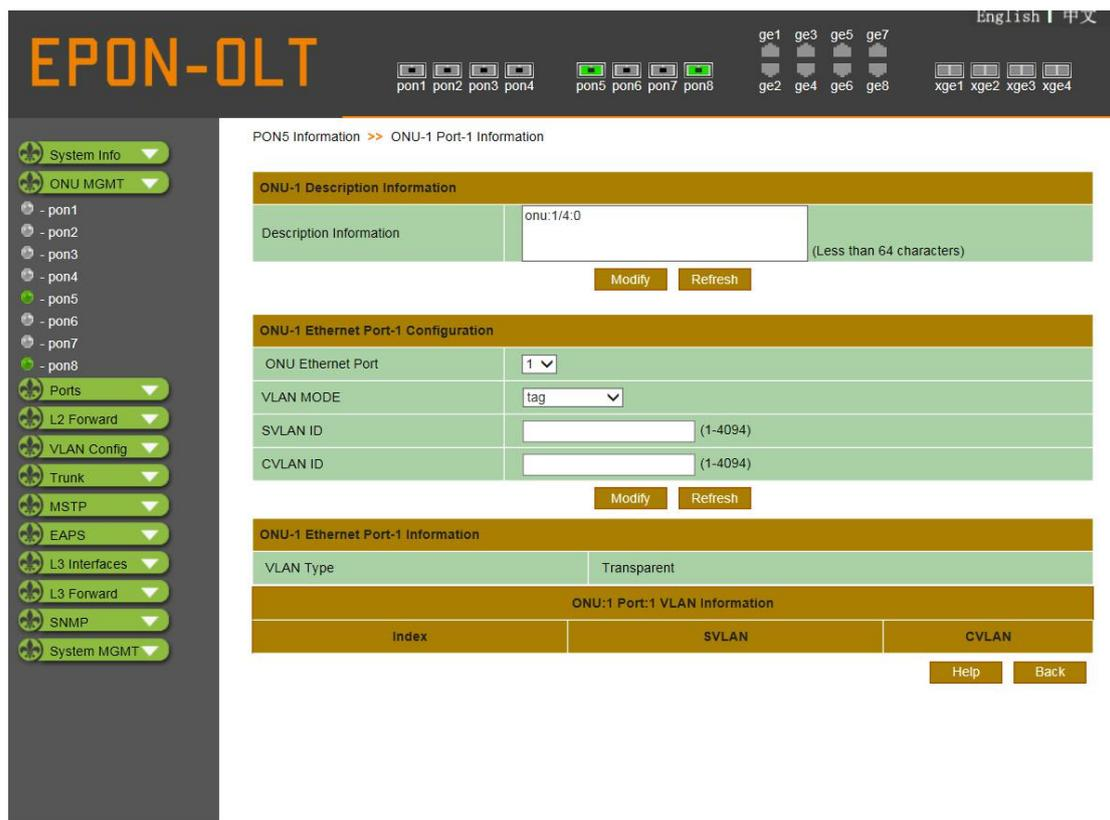 English | 中文
EPON-OLT
ge1 ge3 ge5 ge7
pon1 pon2 pon3 pon4 pon5 pon6 pon7 pon8 ge2 ge4 ge6 ge8 xge1 xge2 xge3 xge4
System Info
ONU MGMT
- pon1
- pon2
- pon3
- pon4
- pon5
- pon6
- pon7
- pon8
Ports
L2 Forward
VLAN Config
Trunk
MSTP
EAPS
L3 Interfaces
L3 Forward
SNMP
System MGMT
PON5 Information >> ONU-1 Port-1 Information
ONU-1 Description Information
Description Information onu:1/4:0 (Less than 64 characters)
Modify Refresh
ONU-1 Ethernet Port-1 Configuration
ONU Ethernet Port 1
VLAN MODE tag
SVLAN ID (1-4094)
CVLAN ID (1-4094)
Modify Refresh
ONU-1 Ethernet Port-1 Information
VLAN Type Transparent
ONU:1 Port:1 VLAN Information
Index SVLAN CVLAN
Help Back